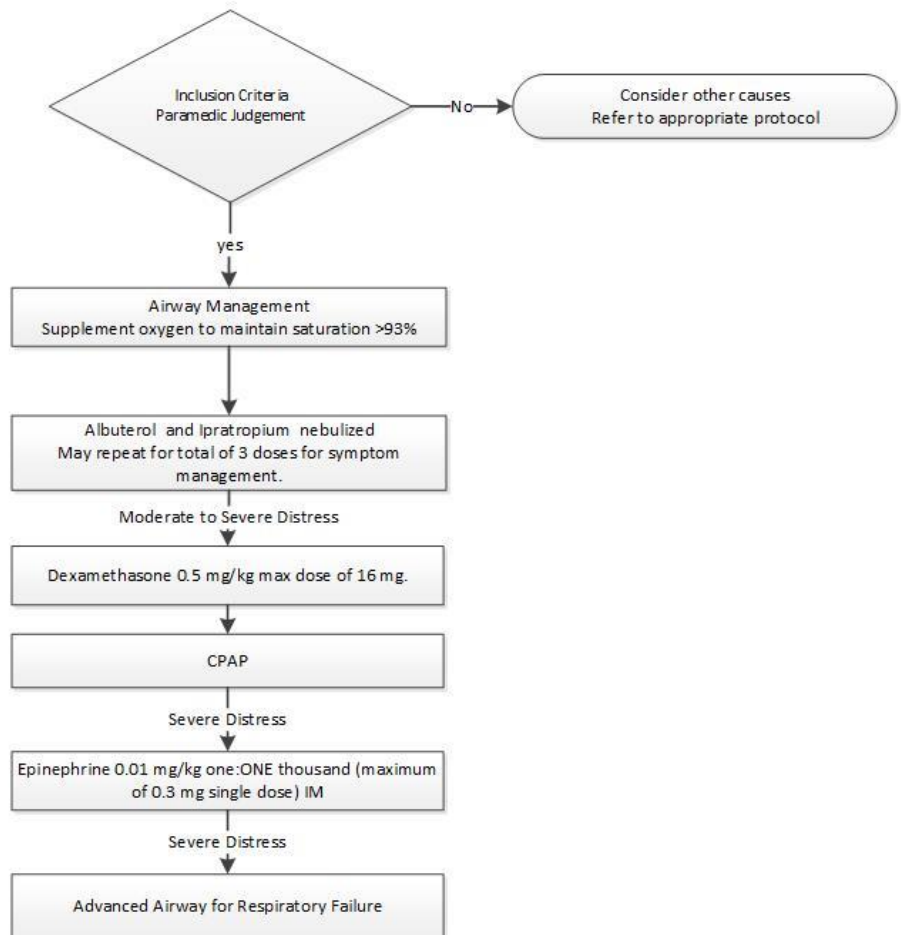 Inclusion Criteria
Paramedic Judgement
No
Consider other causes
Refer to appropriate protocol
yes
Airway Management
Supplement oxygen to maintain saturation >93%
Albuterol and Ipratropium nebulized
May repeat for total of 3 doses for symptom
management.
Moderate to Severe Distress
Dexamethasone 0.5 mg/kg max dose of 16 mg.
CPAP
Severe Distress
Epinephrine 0.01 mg/kg one:ONE thousand (maximum
of 0.3 mg single dose) IM
Severe Distress
Advanced Airway for Respiratory Failure